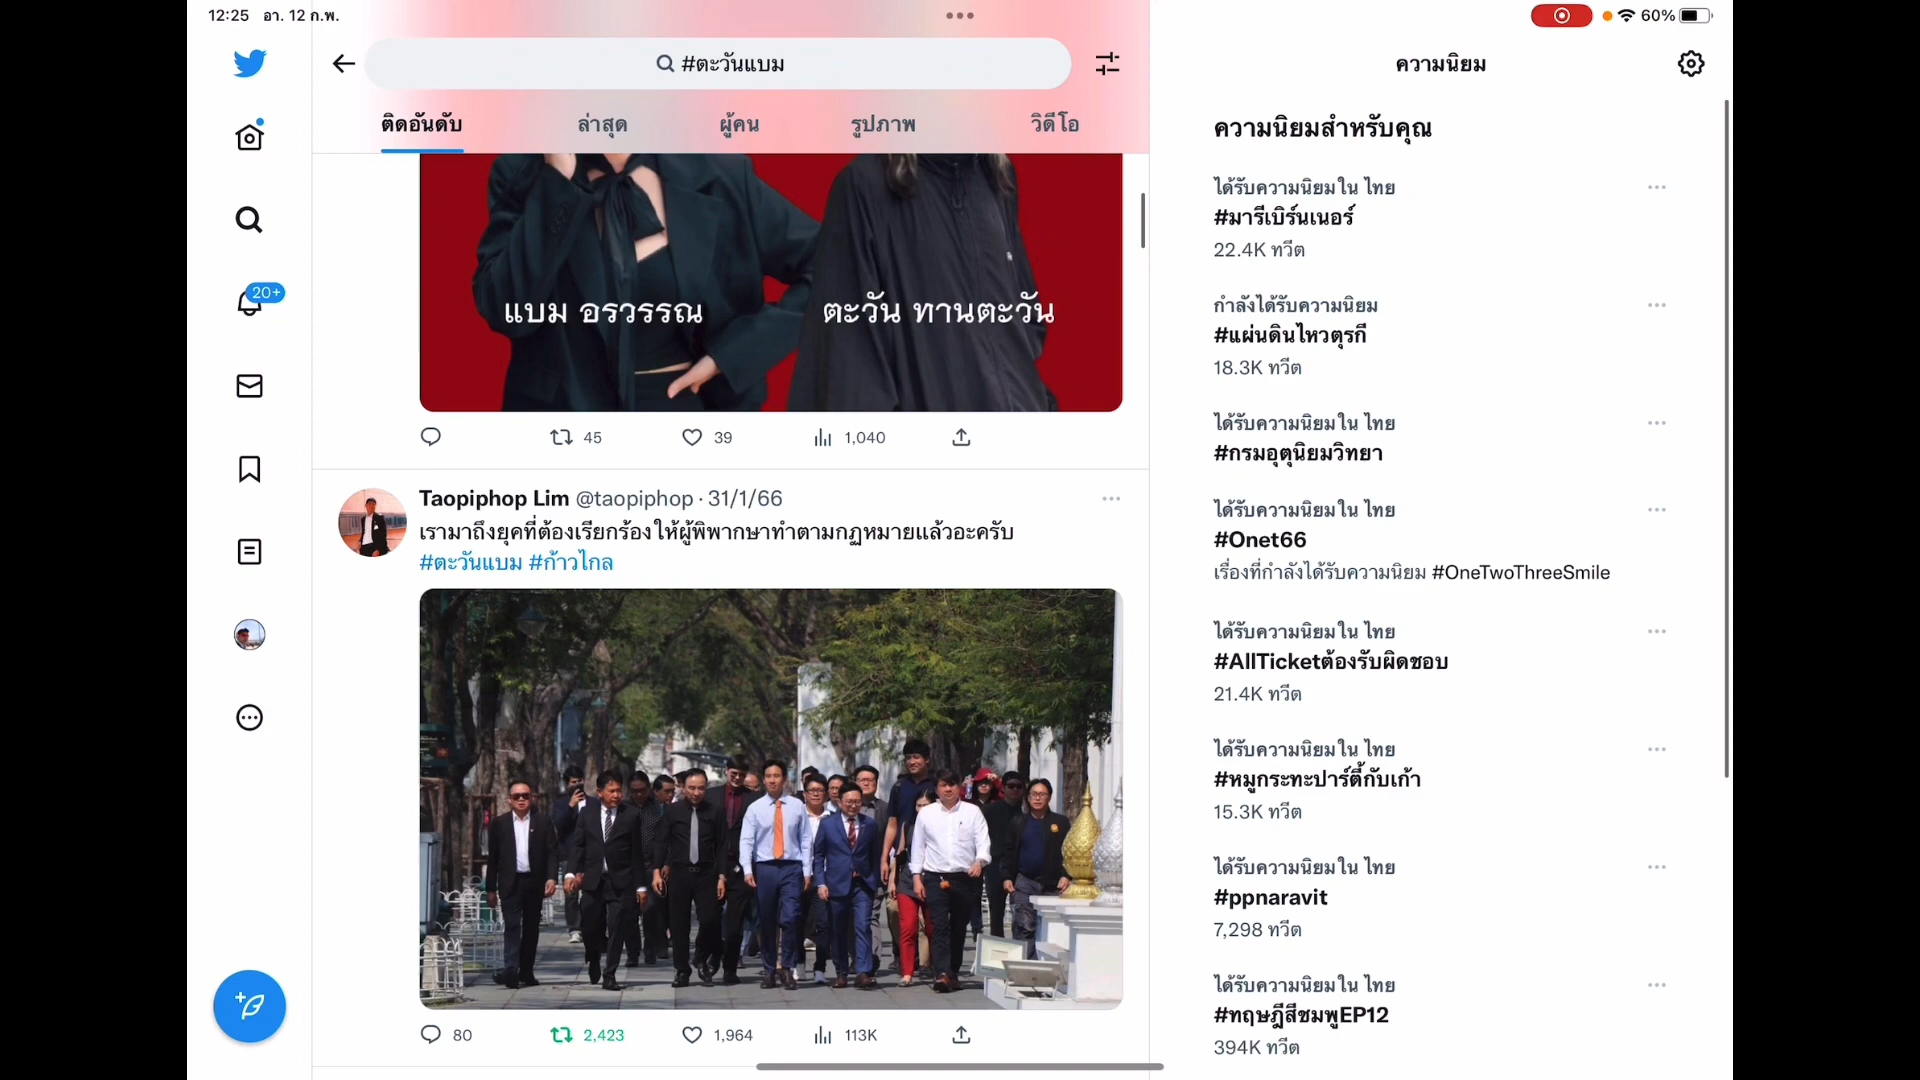 12:25 อา. 12 ก.พ.
60%
#ตะวันแบม
ติดอันดับ ล่าสุด ผู้คน รูปภาพ วิดีโอ
แบม อรวรรณ ตะวัน ทานตะวัน
45 39 1,040
20+
Taopiphop Lim @taopiphop · 31/1/66
เรามาถึงยุคที่ต้องเรียกร้องให้ผู้พิพากษาทำตามกฏหมายแล้วอะครับ
#ตะวันแบม #ก้าวไกล
80 2,423 1,964 113K
ความนิยม
ความนิยมสำหรับคุณ
ได้รับความนิยมใน ไทย
#มารีเบิร์นเนอร์
22.4K ทวีต
กำลังได้รับความนิยม
#แผ่นดินไหวตุรกี
18.3K ทวีต
ได้รับความนิยมใน ไทย
#กรมอุตุนิยมวิทยา
ได้รับความนิยมใน ไทย
#Onet66
เรื่องที่กำลังได้รับความนิยม #OneTwoThreeSmile
ได้รับความนิยมใน ไทย
#AllTicketต้องรับผิดชอบ
21.4K ทวีต
ได้รับความนิยมใน ไทย
#หมูกระทะปาร์ตี้กับเก้า
15.3K ทวีต
ได้รับความนิยมใน ไทย
#ppnaravit
7,298 ทวีต
ได้รับความนิยมใน ไทย
#ทฤษฎีสีชมพูEP12
394K ทวีต